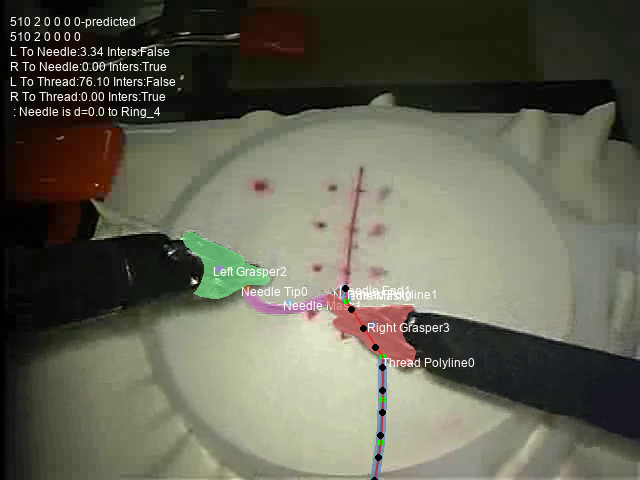 510 2 0 0 0 0-predicted
510 2 0 0 0 0
L To Needle:3.34 Inters:False
R To Needle:0.00 Inters:True
L To Thread:76.10 Inters:False
R To Thread:0.00 Inters:True
: Needle is d=0.0 to Ring_4
Left Grasper2
Needle Tip0
Needle End1
Needle Mask1
Right Grasper3
Thread Polyline0